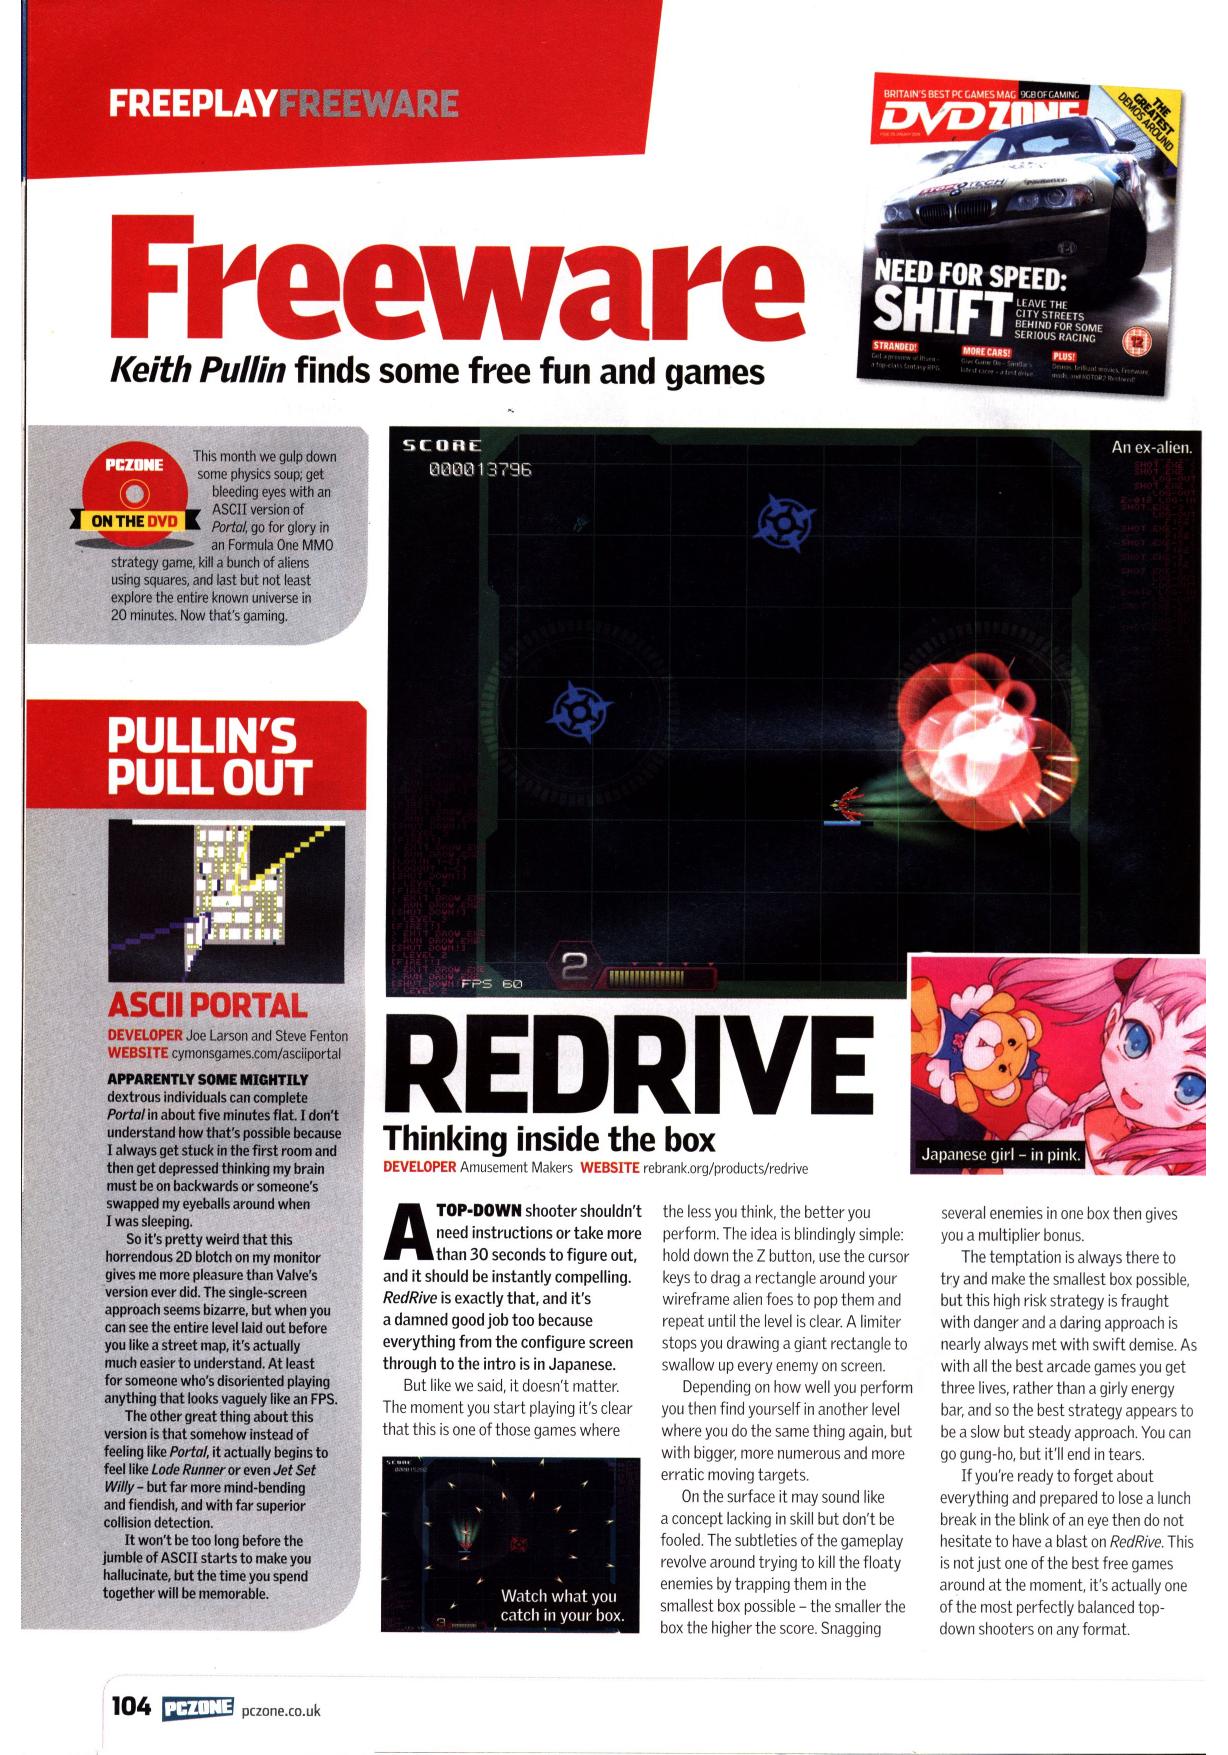 FREEPLAYFREEWARE
BRITAIN'S BEST PC GAMES MAG 9GB OF GAMING
DVD ZONE
THE
GREATEST
DEMOS AROUND
NEED FOR SPEED:
SHIFT
LEAVE THE
CITY STREETS
BEHIND FOR SOME
SERIOUS RACING
12
STRANDED!
MORE CARS!
PLUS!
Freeware
Keith Pullin finds some free fun and games
PCZONE
ON THE DVD
This month we gulp down
some physics soup; get
bleeding eyes with an
ASCII version of
Portal, go for glory in
an Formula One MMO
strategy game, kill a bunch of aliens
using squares, and last but not least
explore the entire known universe in
20 minutes. Now that's gaming.
SCORE
000013796
An ex-alien.
2
FPS 60
PULLIN'S
PULL OUT
ASCII PORTAL
DEVELOPER Joe Larson and Steve Fenton
WEBSITE cymonsgames.com/asciiportal
APPARENTLY SOME MIGHTILY
dextrous individuals can complete
Portal in about five minutes flat. I don't
understand how that's possible because
I always get stuck in the first room and
then get depressed thinking my brain
must be on backwards or someone's
swapped my eyeballs around when
I was sleeping.
So it's pretty weird that this
horrendous 2D blotch on my monitor
gives me more pleasure than Valve's
version ever did. The single-screen
approach seems bizarre, but when you
can see the entire level laid out before
you like a street map, it's actually
much easier to understand. At least
for someone who's disoriented playing
anything that looks vaguely like an FPS.
The other great thing about this
version is that somehow instead of
feeling like Portal, it actually begins to
feel like Lode Runner or even Jet Set
Willy – but far more mind-bending
and fiendish, and with far superior
collision detection.
It won't be too long before the
jumble of ASCII starts to make you
hallucinate, but the time you spend
together will be memorable.
REDRIVE
Thinking inside the box
DEVELOPER Amusement Makers WEBSITE rebrank.org/products/redrive
Japanese girl – in pink.
A TOP-DOWN shooter shouldn't
need instructions or take more
than 30 seconds to figure out,
and it should be instantly compelling.
RedRive is exactly that, and it's
a damned good job too because
everything from the configure screen
through to the intro is in Japanese.
But like we said, it doesn't matter.
The moment you start playing it's clear
that this is one of those games where
SCORE
3
Watch what you
catch in your box.
the less you think, the better you
perform. The idea is blindingly simple:
hold down the Z button, use the cursor
keys to drag a rectangle around your
wireframe alien foes to pop them and
repeat until the level is clear. A limiter
stops you drawing a giant rectangle to
swallow up every enemy on screen.
Depending on how well you perform
you then find yourself in another level
where you do the same thing again, but
with bigger, more numerous and more
erratic moving targets.
On the surface it may sound like
a concept lacking in skill but don't be
fooled. The subtleties of the gameplay
revolve around trying to kill the floaty
enemies by trapping them in the
smallest box possible – the smaller the
box the higher the score. Snagging
several enemies in one box then gives
you a multiplier bonus.
The temptation is always there to
try and make the smallest box possible,
but this high risk strategy is fraught
with danger and a daring approach is
nearly always met with swift demise. As
with all the best arcade games you get
three lives, rather than a girly energy
bar, and so the best strategy appears to
be a slow but steady approach. You can
go gung-ho, but it'll end in tears.
If you're ready to forget about
everything and prepared to lose a lunch
break in the blink of an eye then do not
hesitate to have a blast on RedRive. This
is not just one of the best free games
around at the moment, it's actually one
of the most perfectly balanced top-
down shooters on any format.
104 PCZONE pczone.co.uk